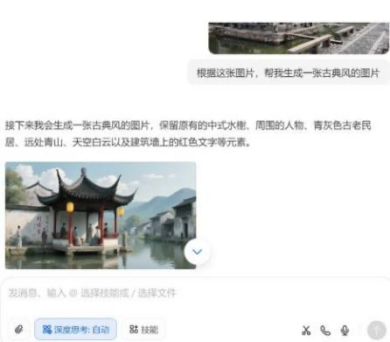 根据这张图片，帮我生成一张古典风的图片
接下来我会生成一张古典风的图片，保留原有的中式水榭、周围的人物、青灰色古老民
居、远处青山、天空白云以及建筑墙上的红色文字等元素。
发消息、输入 @ 选择技能或 / 选择文件
深度思考: 自动
技能